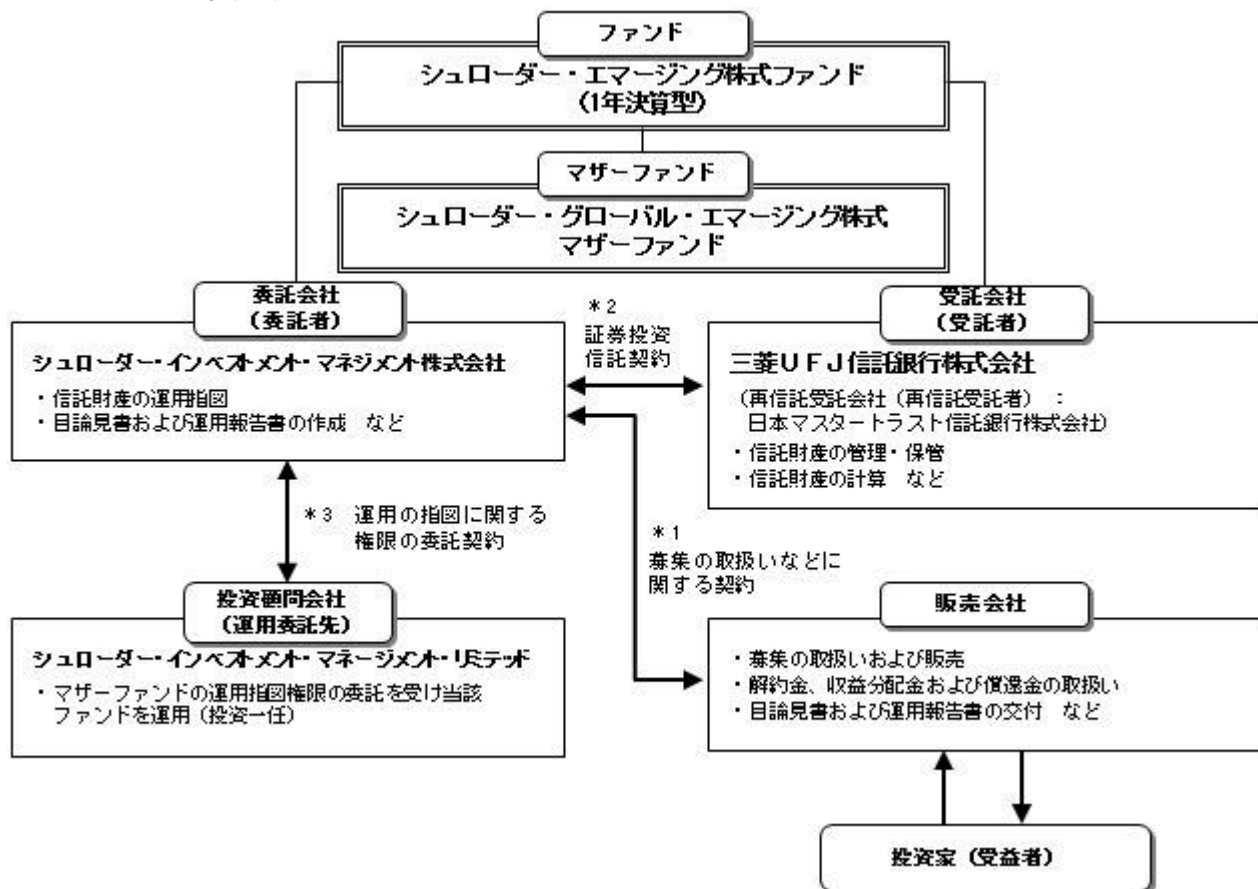 ファンド
シュローダー・エマージング株式ファンド
（1年決算型）
マザーファンド
シュローダー・グローバル・エマージング株式
マザーファンド
委託会社
（委託者）
シュローダー・インベストメント・マネジメント株式会社
・信託財産の運用指図
・目論見書および運用報告書の作成　など
＊2
証券投資
信託契約
受託会社
（受託者）
三菱ＵＦＪ信託銀行株式会社
（再信託受託会社（再信託受託者）：
日本マスタートラスト信託銀行株式会社）
・信託財産の管理・保管
・信託財産の計算　など
＊3　運用の指図に関する
権限の委託契約
＊1
募集の取扱いなどに
関する契約
投資顧問会社
（運用委託先）
シュローダー・インベストメント・マネージメント・リミテッド
・マザーファンドの運用指図権限の委託を受け当該
ファンドを運用（投資一任）
販売会社
・募集の取扱いおよび販売
・解約金、収益分配金および償還金の取扱い
・目論見書および運用報告書の交付　など
投資家（受益者）